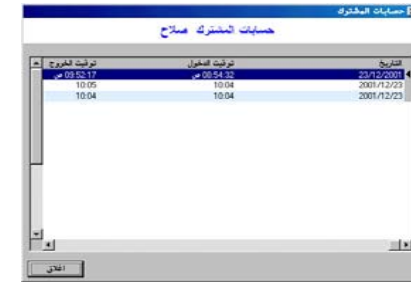 حسابات المشترك
حسابات المشترك صلاح
التاريخ توقيت الدخول توقيت الخروج
23/12/2001 08:54:32 ص 09:52:17 ص
2001/12/23 10:04 10:05
2001/12/23 10:04 10:04
اغلاق